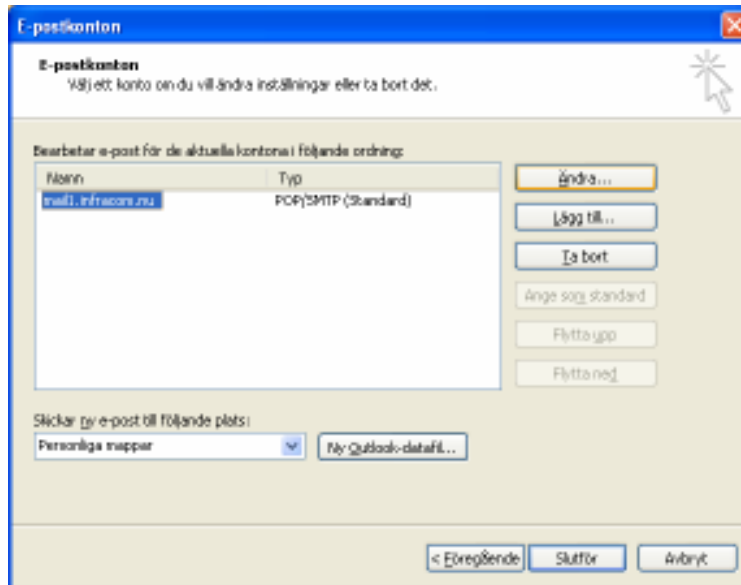 E-postkonton
E-postkonton
Välj ett konto om du vill ändra inställningar eller ta bort det.
Bearbetar e-post för de aktuella kontona i följande ordning:
Namn Typ
mail1.infracom.nu POP/SMTP (Standard)
Ändra...
Lägg till...
Ta bort
Ange som standard
Flytta upp
Flytta ned
Skickar ny e-post till följande plats:
Personliga mappar Ny Outlook-datafil...
< Föregående Slutför Avbryt